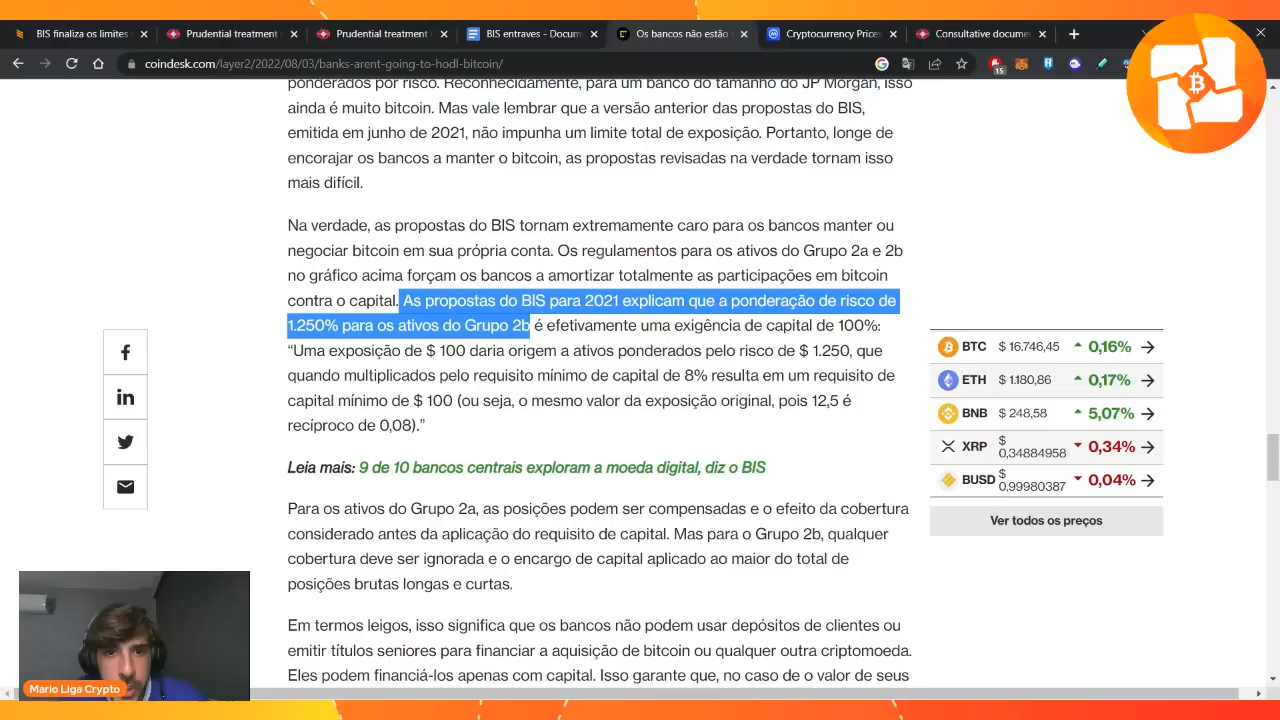 BIS finaliza os limites
Prudential treatment
Prudential treatment
BIS entraves - Docum
Os bancos não estão
Cryptocurrency Prices
Consultative docume
coindesk.com/layer2/2022/08/03/banks-arent-going-to-hodl-bitcoin/
15
ponderados por risco. Reconhecidamente, para um banco do tamanho do JP Morgan, isso
ainda é muito bitcoin. Mas vale lembrar que a versão anterior das propostas do BIS,
emitida em junho de 2021, não impunha um limite total de exposição. Portanto, longe de
encorajar os bancos a manter o bitcoin, as propostas revisadas na verdade tornam isso
mais difícil.
Na verdade, as propostas do BIS tornam extremamente caro para os bancos manter ou
negociar bitcoin em sua própria conta. Os regulamentos para os ativos do Grupo 2a e 2b
no gráfico acima forçam os bancos a amortizar totalmente as participações em bitcoin
contra o capital. As propostas do BIS para 2021 explicam que a ponderação de risco de
1.250% para os ativos do Grupo 2b é efetivamente uma exigência de capital de 100%:
“Uma exposição de $ 100 daria origem a ativos ponderados pelo risco de $ 1.250, que
quando multiplicados pelo requisito mínimo de capital de 8% resulta em um requisito de
capital mínimo de $ 100 (ou seja, o mesmo valor da exposição original, pois 12,5 é
recíproco de 0,08).”
Leia mais: 9 de 10 bancos centrais exploram a moeda digital, diz o BIS
Para os ativos do Grupo 2a, as posições podem ser compensadas e o efeito da cobertura
considerado antes da aplicação do requisito de capital. Mas para o Grupo 2b, qualquer
cobertura deve ser ignorada e o encargo de capital aplicado ao maior do total de
posições brutas longas e curtas.
Em termos leigos, isso significa que os bancos não podem usar depósitos de clientes ou
emitir títulos seniores para financiar a aquisição de bitcoin ou qualquer outra criptomoeda.
Eles podem financiá-los apenas com capital. Isso garante que, no caso de o valor de seus
BTC $ 16.746,45 0,16%
ETH $ 1.180,86 0,17%
BNB $ 248,58 5,07%
XRP $ 0,34884958 0,34%
BUSD $ 0,99980387 0,04%
Ver todos os preços
Mario Liga Crypto